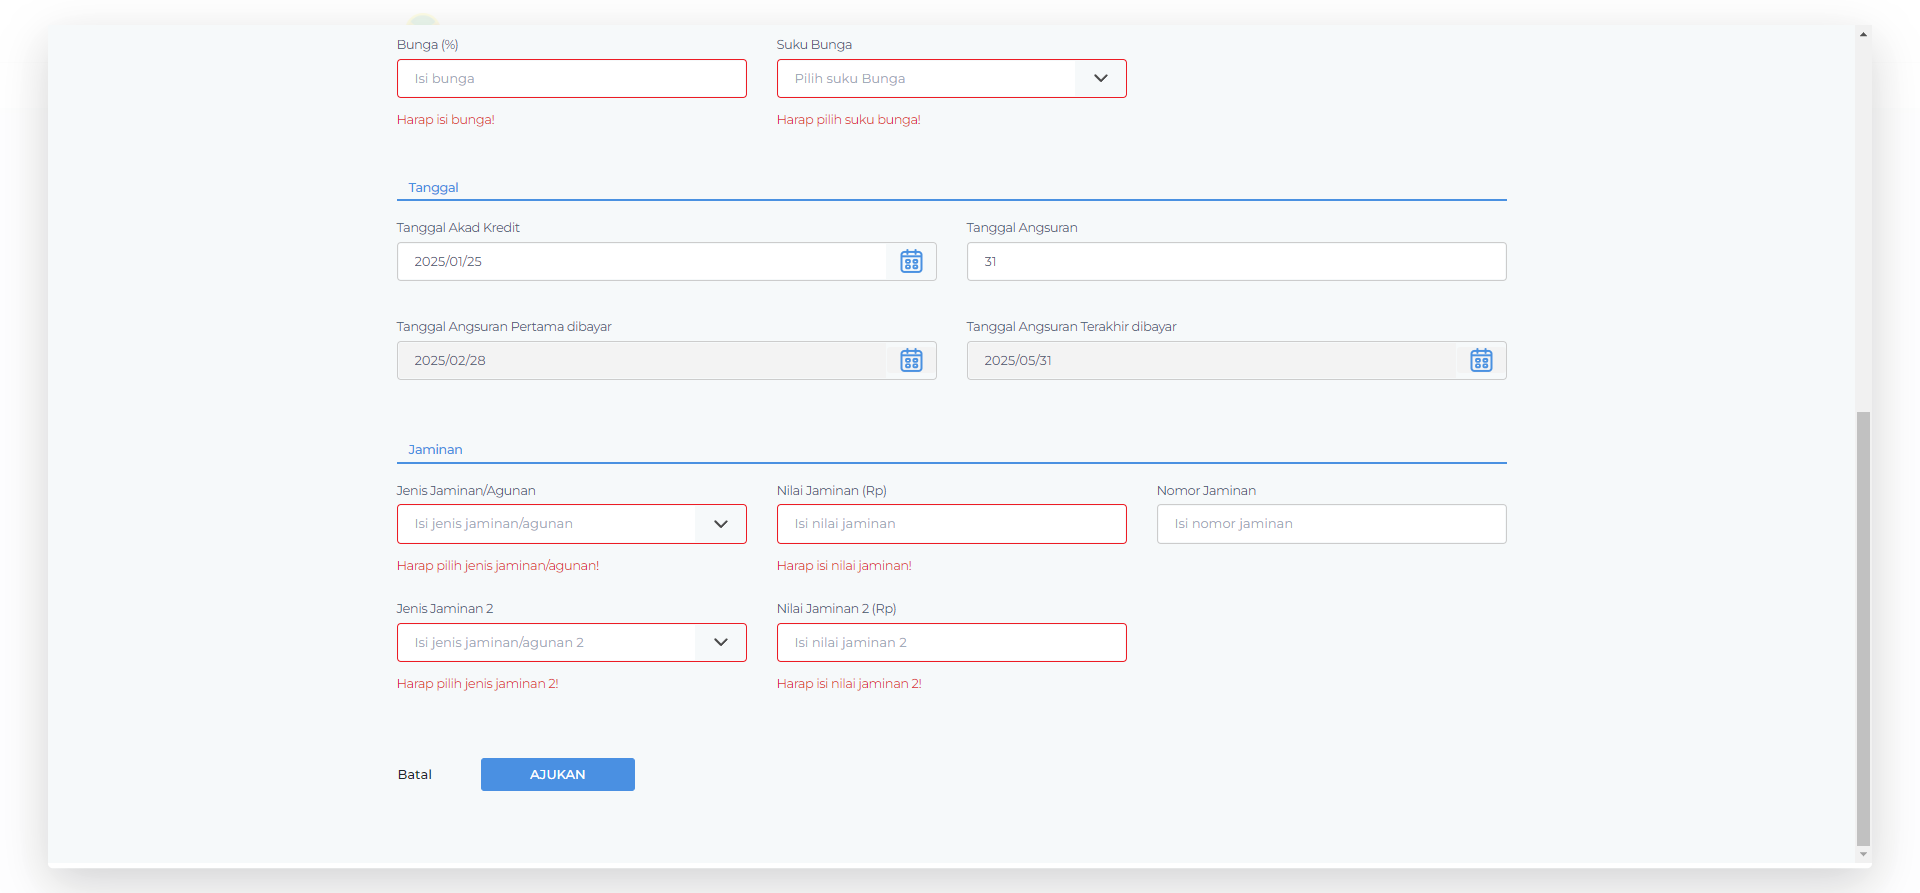 Bunga (%)
Suku Bunga
Isi bunga
Pilih suku Bunga
Harap isi bunga!
Harap pilih suku bunga!
Tanggal
Tanggal Akad Kredit
Tanggal Angsuran
2025/01/25
31
Tanggal Angsuran Pertama dibayar
Tanggal Angsuran Terakhir dibayar
2025/02/28
2025/05/31
Jaminan
Jenis Jaminan/Agunan
Nilai Jaminan (Rp)
Nomor Jaminan
Isi jenis jaminan/agunan
Isi nilai jaminan
Isi nomor jaminan
Harap pilih jenis jaminan/agunan!
Harap isi nilai jaminan!
Jenis Jaminan 2
Nilai Jaminan 2 (Rp)
Isi jenis jaminan/agunan 2
Isi nilai jaminan 2
Harap pilih jenis jaminan 2!
Harap isi nilai jaminan 2!
Batal
AJUKAN